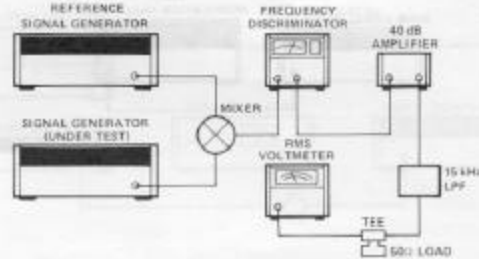 REFERENCE
SIGNAL GENERATOR
FREQUENCY
DISCRIMINATOR
40 dB
AMPLIFIER
MIXER
SIGNAL GENERATOR
(UNDER TEST)
RMS
VOLTMETER
15 kHz
LPF
TEE
50Ω LOAD